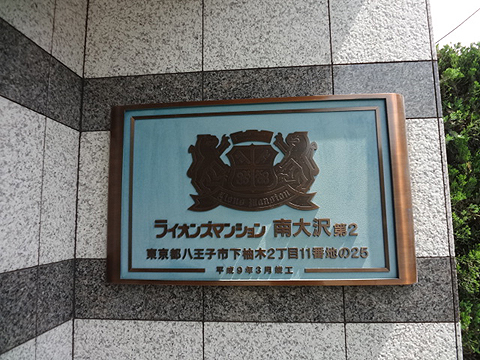 Lions Mansion
ライオンズマンション 南大沢 第2
東京都八王子市下柚木2丁目11番地の25
平成9年3月竣工